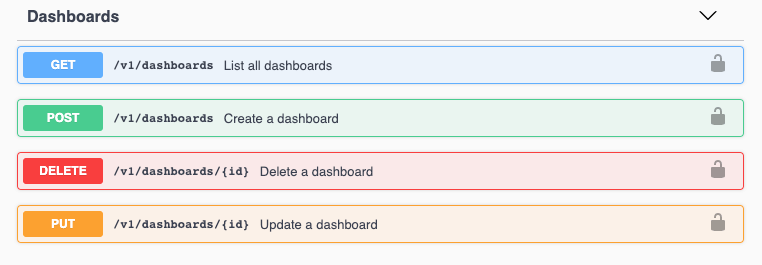 Dashboards
GET /v1/dashboards List all dashboards
POST /v1/dashboards Create a dashboard
DELETE /v1/dashboards/{id} Delete a dashboard
PUT /v1/dashboards/{id} Update a dashboard